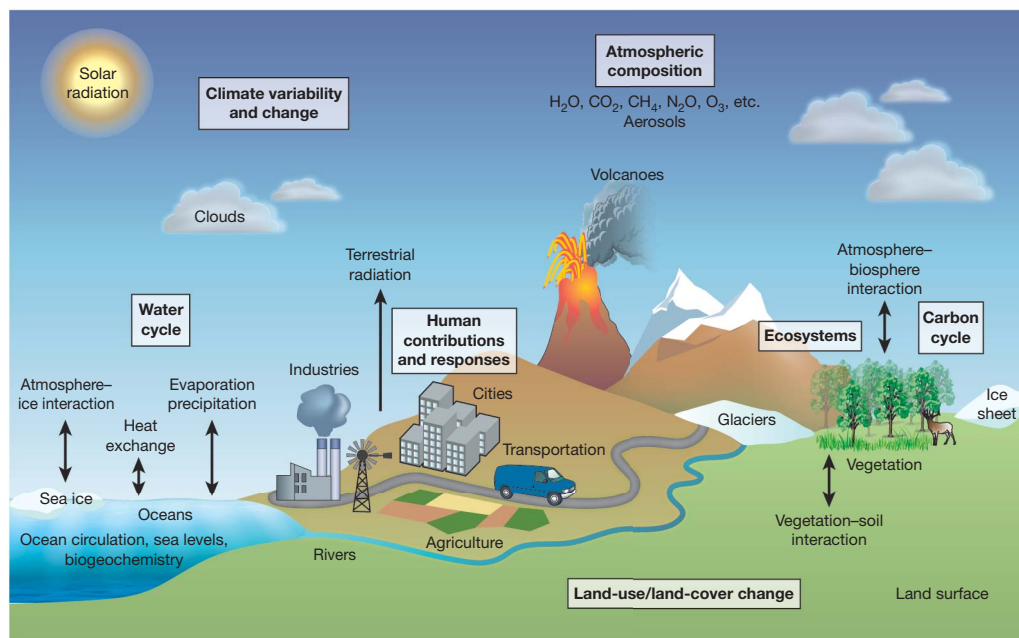 Solar
radiation
Climate variability
and change
Atmospheric
composition
H₂O, CO₂, CH₄, N₂O, O₃, etc.
Aerosols
Clouds
Volcanoes
Terrestrial
radiation
Atmosphere–
biosphere
interaction
Water
cycle
Human
contributions
and responses
Ecosystems
Carbon
cycle
Atmosphere–
ice interaction
Evaporation
precipitation
Heat
exchange
Industries
Cities
Transportation
Glaciers
Ice
sheet
Vegetation
Sea ice
Oceans
Ocean circulation, sea levels,
biogeochemistry
Rivers
Agriculture
Vegetation–soil
interaction
Land-use/land-cover change
Land surface